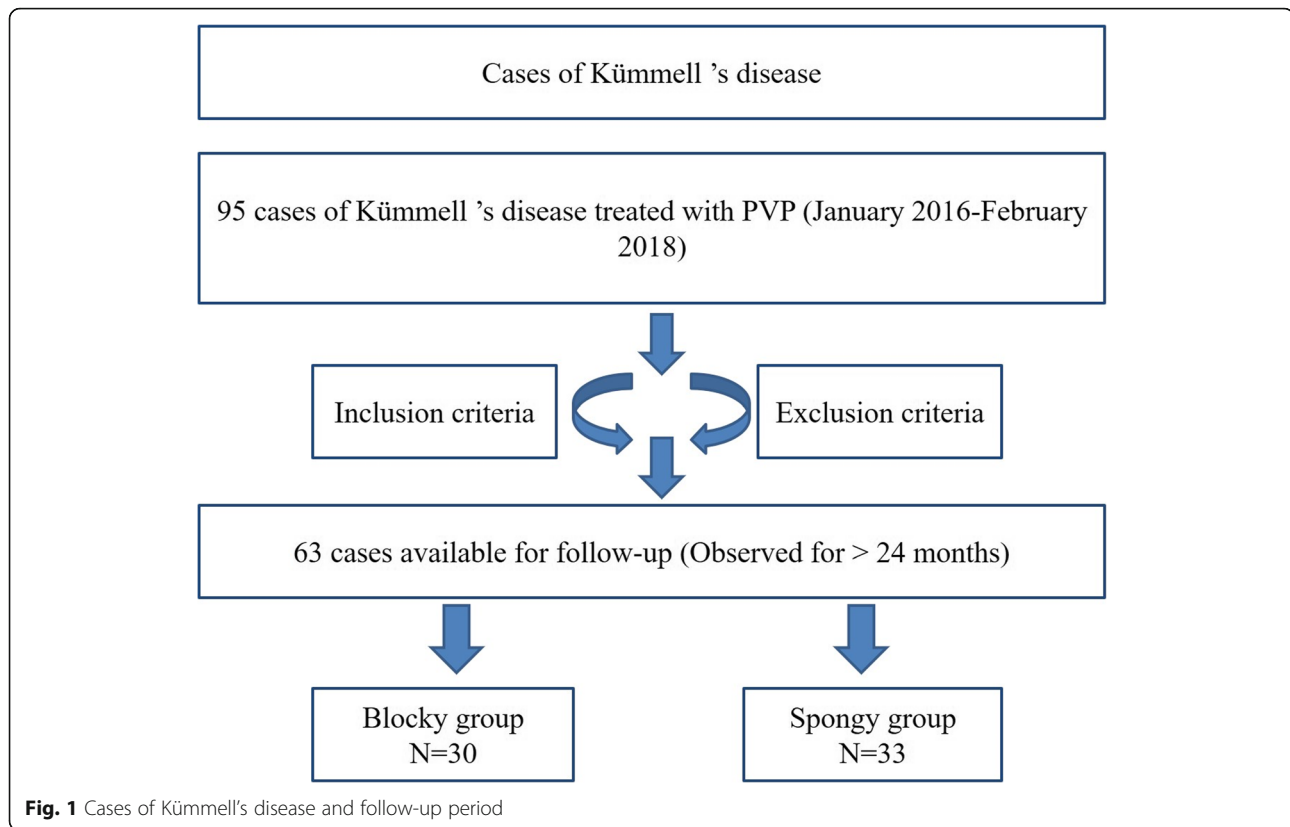 Cases of Kümmell ’s disease
95 cases of Kümmell ’s disease treated with PVP (January 2016-February
2018)
Inclusion criteria
Exclusion criteria
63 cases available for follow-up (Observed for > 24 months)
Blocky group
N=30
Spongy group
N=33
Fig. 1 Cases of Kümmell’s disease and follow-up period